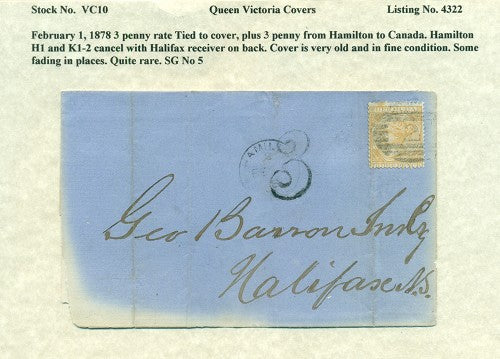 Stock No. VC10 Queen Victoria Covers Listing No. 4322
February 1, 1878 3 penny rate Tied to cover, plus 3 penny from Hamilton to Canada. Hamilton
H1 and K1-2 cancel with Halifax receiver on back. Cover is very old and in fine condition. Some
fading in places. Quite rare. SG No 5
3
2
Geo Barron
Halifax N.S.